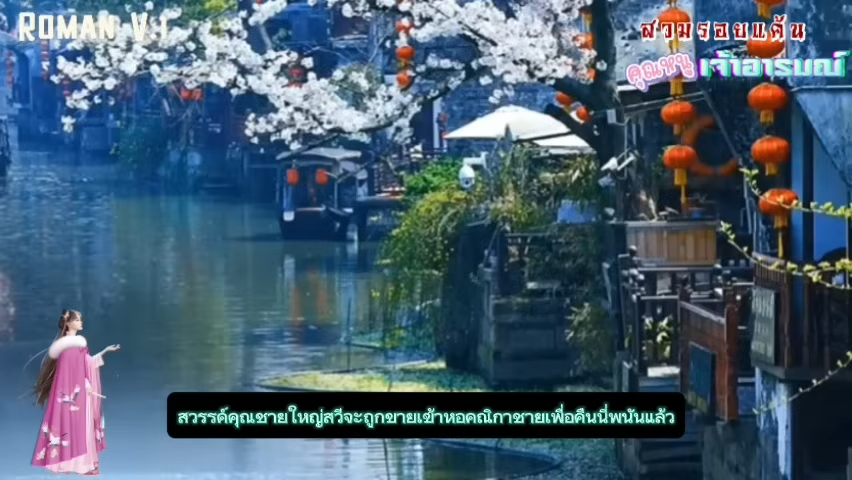 ROMAN V.1
สวมรอยแค้น
คุณหนู เจ้าอารมณ์
สวรรค์คุณชายใหญ่สวีจะถูกขายเข้าหอคณิกาชายเพื่อคืนนี่พนันแล้ว